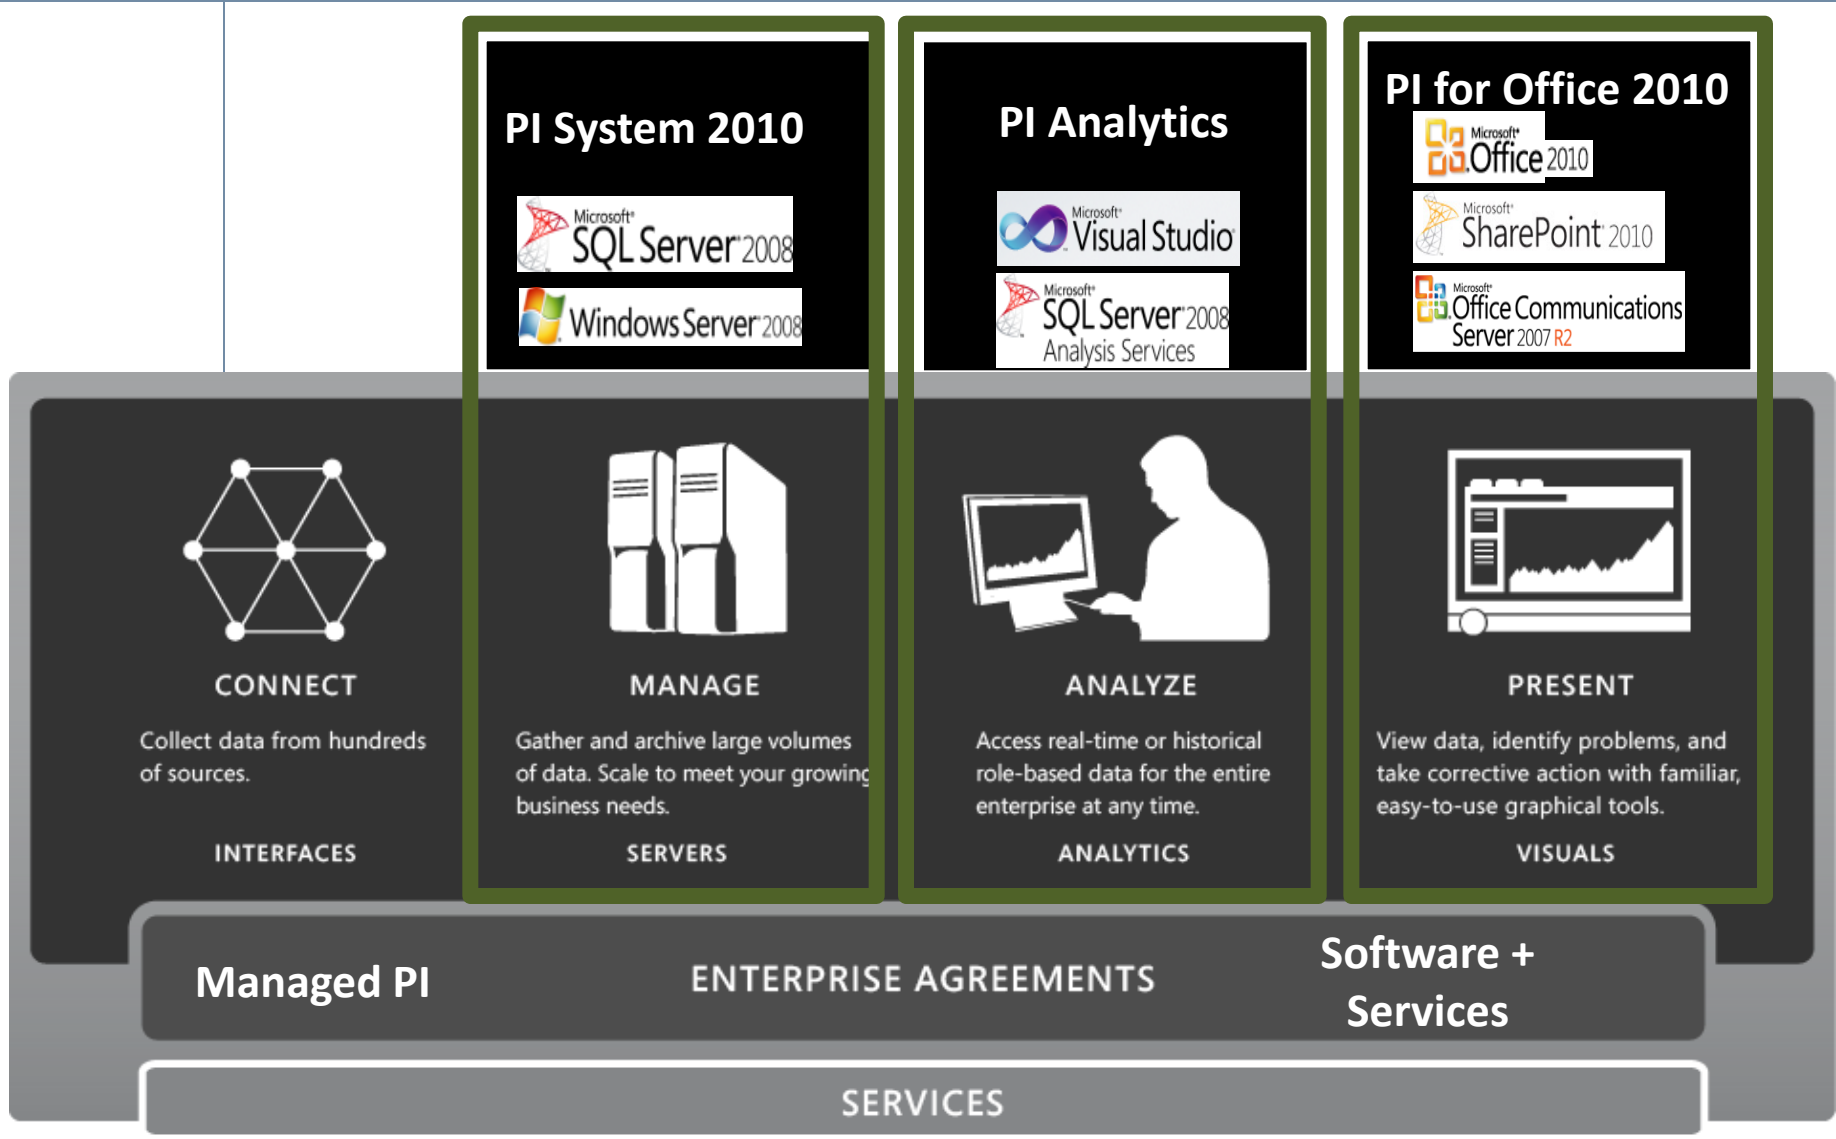 PI System 2010
Microsoft®
SQL Server® 2008
Windows Server® 2008
PI Analytics
Microsoft®
Visual Studio®
Microsoft®
SQL Server® 2008
Analysis Services
PI for Office 2010
Microsoft®
Office 2010
Microsoft®
SharePoint® 2010
Microsoft®
Office Communications
Server 2007 R2
CONNECT
Collect data from hundreds
of sources.
INTERFACES
MANAGE
Gather and archive large volumes
of data. Scale to meet your growing
business needs.
SERVERS
ANALYZE
Access real-time or historical
role-based data for the entire
enterprise at any time.
ANALYTICS
PRESENT
View data, identify problems, and
take corrective action with familiar,
easy-to-use graphical tools.
VISUALS
Managed PI
ENTERPRISE AGREEMENTS
Software +
Services
SERVICES